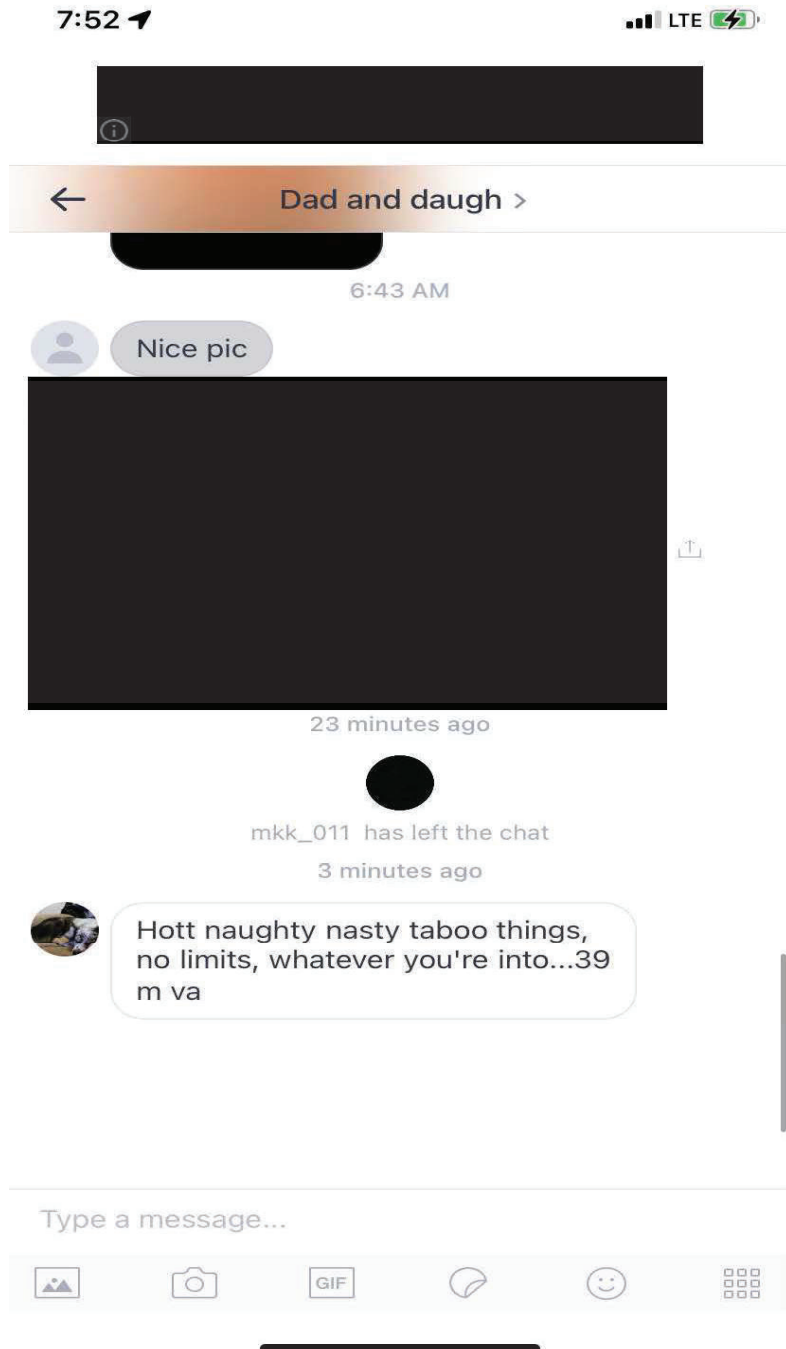 7:52
LTE
Dad and daugh >
6:43 AM
Nice pic
23 minutes ago
mkk_011 has left the chat
3 minutes ago
Hott naughty nasty taboo things,
no limits, whatever you're into...39
m va
Type a message...
GIF